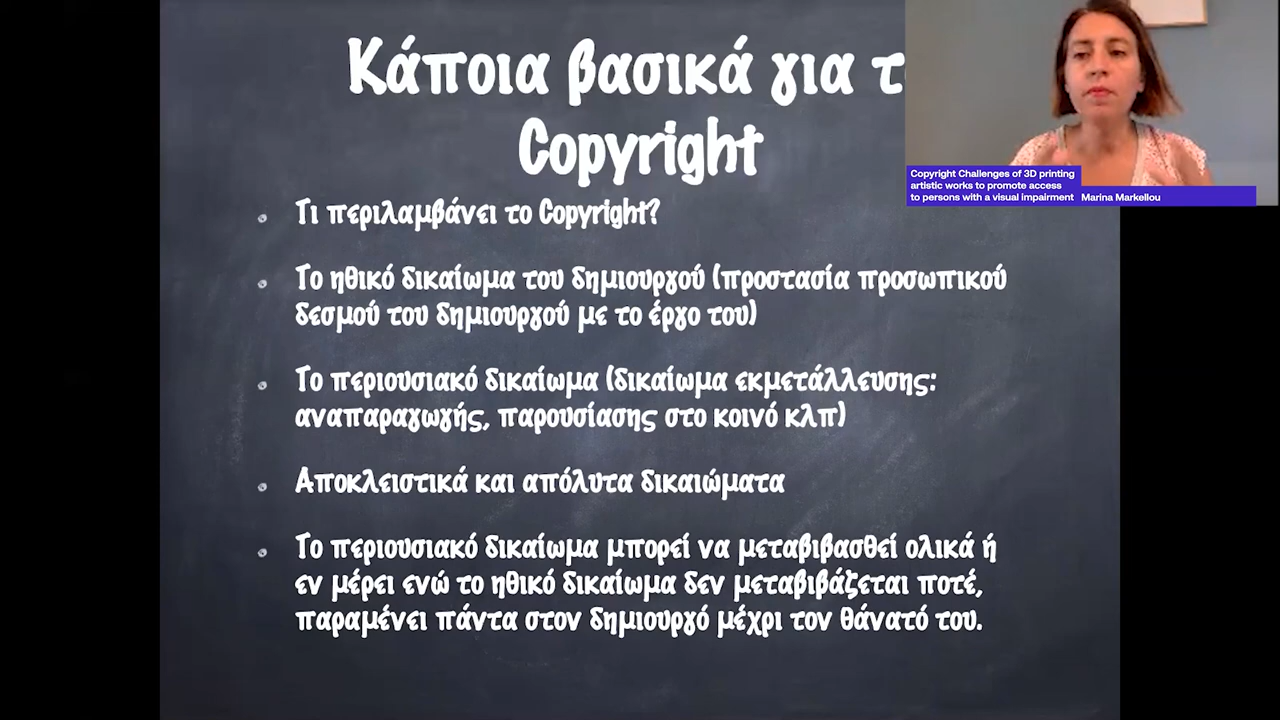 Κάποια βασικά για τ
Copyright
Τι περιλαμβάνει το Copyright?
Το ηθικό δικαίωμα του δημιουργού (προστασία προσωπικού
δεσμού του δημιουργού με το έργο του)
Το περιουσιακό δικαίωμα (δικαίωμα εκμετάλλευσης:
αναπαραγωγής, παρουσίασης στο κοινό κλπ)
Αποκλειστικά και απόλυτα δικαιώματα
Το περιουσιακό δικαίωμα μπορεί να μεταβιβασθεί ολικά ή
εν μέρει ενώ το ηθικό δικαίωμα δεν μεταβιβάζεται ποτέ,
παραμένει πάντα στον δημιουργό μέχρι τον θάνατό του.
Copyright Challenges of 3D printing
artistic works to promote access
to persons with a visual impairment Marina Markellou